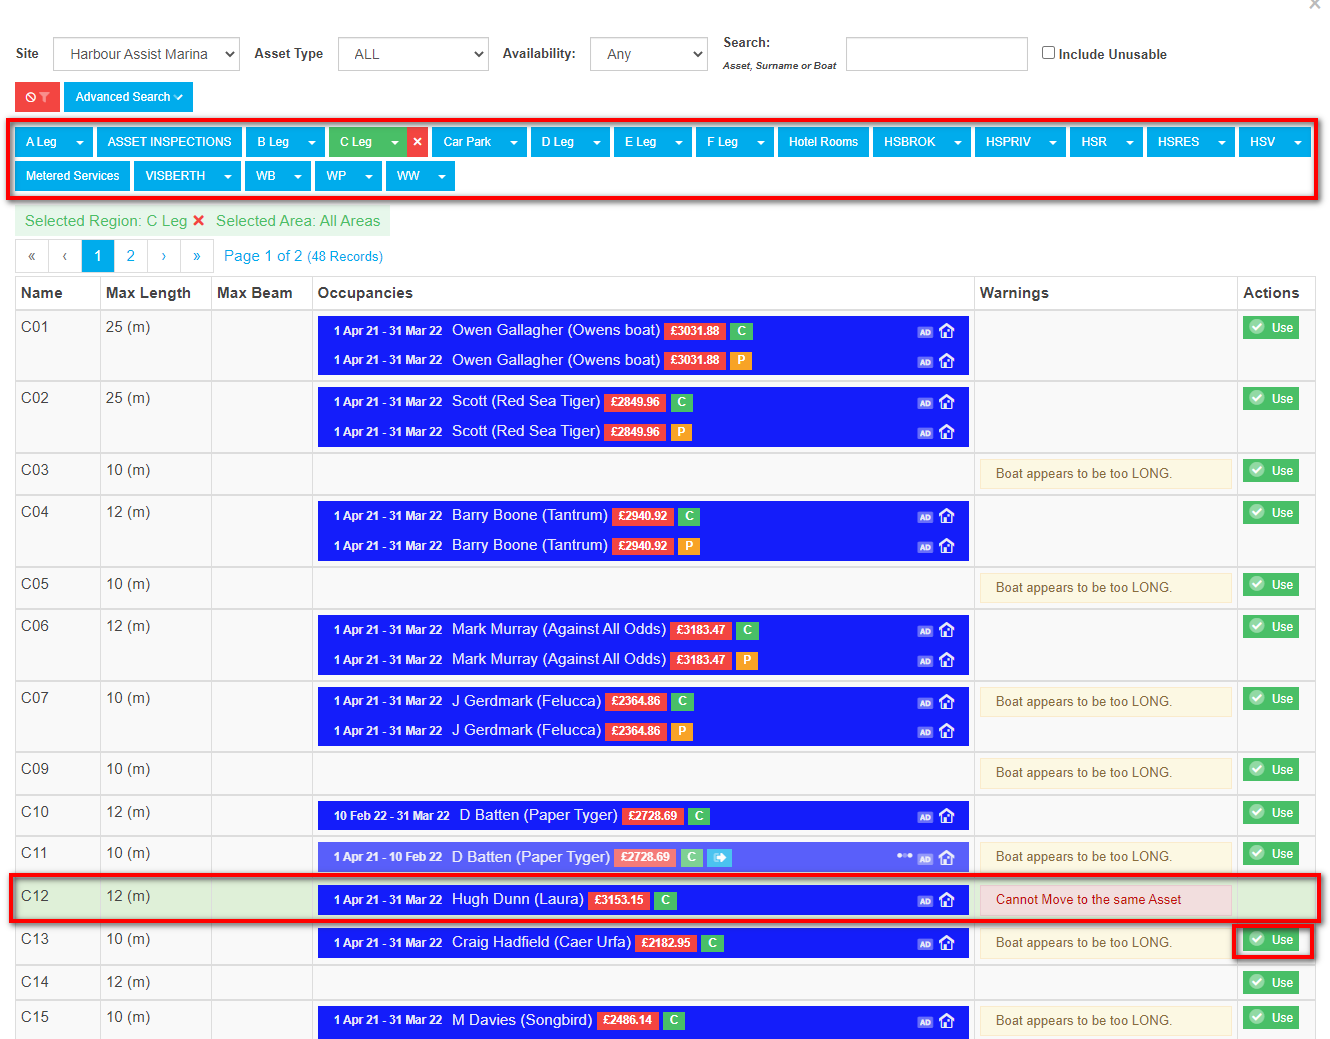 ×
Site Harbour Assist Marina Asset Type ALL Availability: Any Search: Asset, Surname or Boat Include Unusable
Advanced Search
A Leg ASSET INSPECTIONS B Leg C Leg × Car Park D Leg E Leg F Leg Hotel Rooms HSBROK HSPRIV HSR HSRES HSV
Metered Services VISBERTH WB WP WW
Selected Region: C Leg Selected Area: All Areas
« ‹ 1 2 › » Page 1 of 2 (48 Records)
Name Max Length Max Beam Occupancies Warnings Actions
C01 25 (m) 1 Apr 21 - 31 Mar 22 Owen Gallagher (Owens boat) £3031.88 C AD Use
1 Apr 21 - 31 Mar 22 Owen Gallagher (Owens boat) £3031.88 P AD
C02 25 (m) 1 Apr 21 - 31 Mar 22 Scott (Red Sea Tiger) £2849.96 C AD Use
1 Apr 21 - 31 Mar 22 Scott (Red Sea Tiger) £2849.96 P AD
C03 10 (m) Boat appears to be too LONG. Use
C04 12 (m) 1 Apr 21 - 31 Mar 22 Barry Boone (Tantrum) £2940.92 C AD Use
1 Apr 21 - 31 Mar 22 Barry Boone (Tantrum) £2940.92 P AD
C05 10 (m) Boat appears to be too LONG. Use
C06 12 (m) 1 Apr 21 - 31 Mar 22 Mark Murray (Against All Odds) £3183.47 C AD Use
1 Apr 21 - 31 Mar 22 Mark Murray (Against All Odds) £3183.47 P AD
C07 10 (m) 1 Apr 21 - 31 Mar 22 J Gerdmark (Felucca) £2364.86 C AD Boat appears to be too LONG. Use
1 Apr 21 - 31 Mar 22 J Gerdmark (Felucca) £2364.86 P AD
C09 10 (m) Boat appears to be too LONG. Use
C10 12 (m) 10 Feb 22 - 31 Mar 22 D Batten (Paper Tyger) £2728.69 C AD Use
C11 10 (m) 1 Apr 21 - 10 Feb 22 D Batten (Paper Tyger) £2728.69 C AD Boat appears to be too LONG. Use
C12 12 (m) 1 Apr 21 - 31 Mar 22 Hugh Dunn (Laura) £3153.15 C AD Cannot Move to the same Asset
C13 10 (m) 1 Apr 21 - 31 Mar 22 Craig Hadfield (Caer Urfa) £2182.95 C AD Boat appears to be too LONG. Use
C14 12 (m) Use
C15 10 (m) 1 Apr 21 - 31 Mar 22 M Davies (Songbird) £2486.14 C AD Boat appears to be too LONG. Use